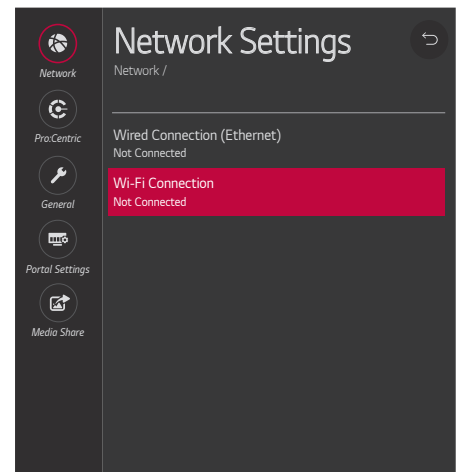 Network Settings
Network /
Network
Pro:Centric
General
Portal Settings
Media Share
Wired Connection (Ethernet)
Not Connected
Wi-Fi Connection
Not Connected